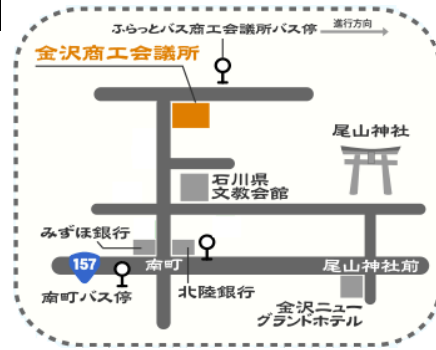 ふらっとバス商工会議所バス停
進行方向
金沢商工会議所
尾山神社
石川県
文教会館
みずほ銀行
157
南町
尾山神社前
南町バス停
北陸銀行
金沢ニュー
グランドホテル